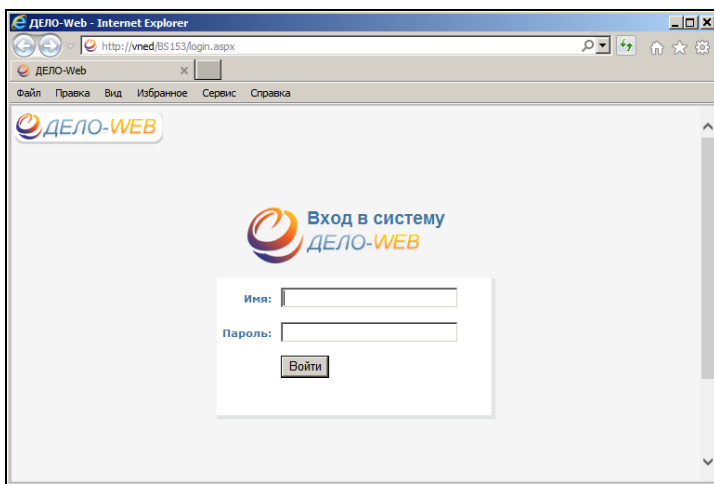 ДЕЛО-Web - Internet Explorer
http://vned/BS153/login.aspx
ДЕЛО-Web
Файл Правка Вид Избранное Сервис Справка
ДЕЛО-WEB
Вход в систему
ДЕЛО-WEB
Имя:
Пароль:
Войти